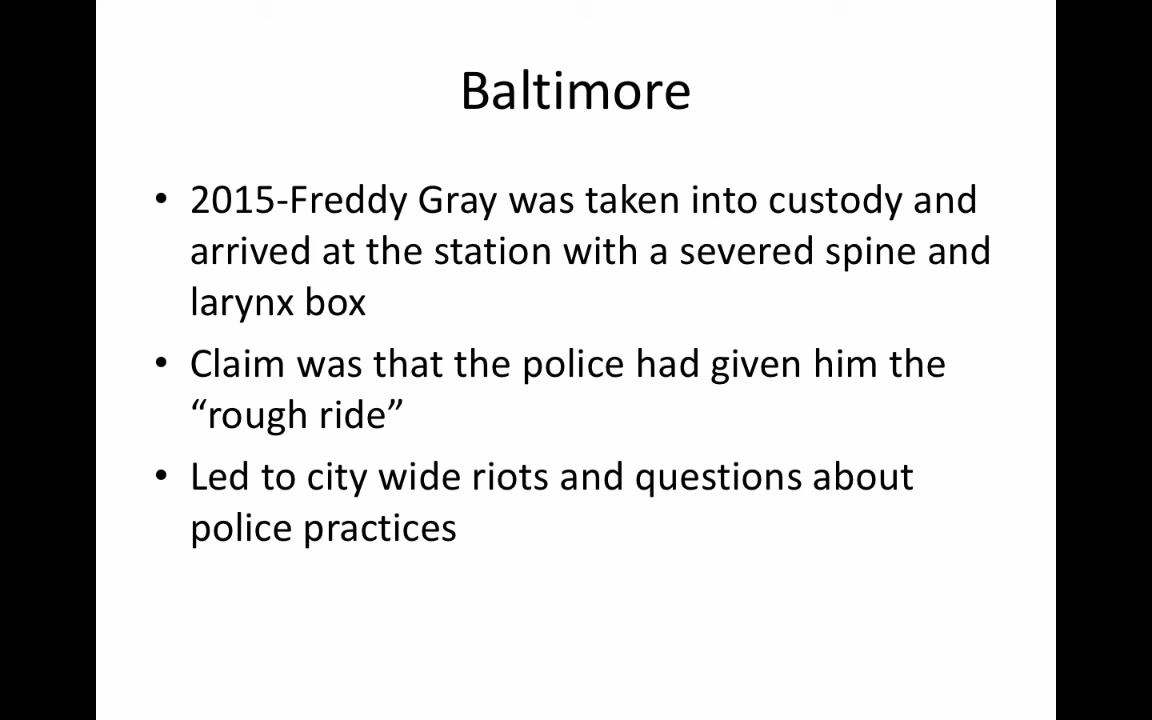 Baltimore
• 2015-Freddy Gray was taken into custody and
arrived at the station with a severed spine and
larynx box
• Claim was that the police had given him the
“rough ride”
• Led to city wide riots and questions about
police practices